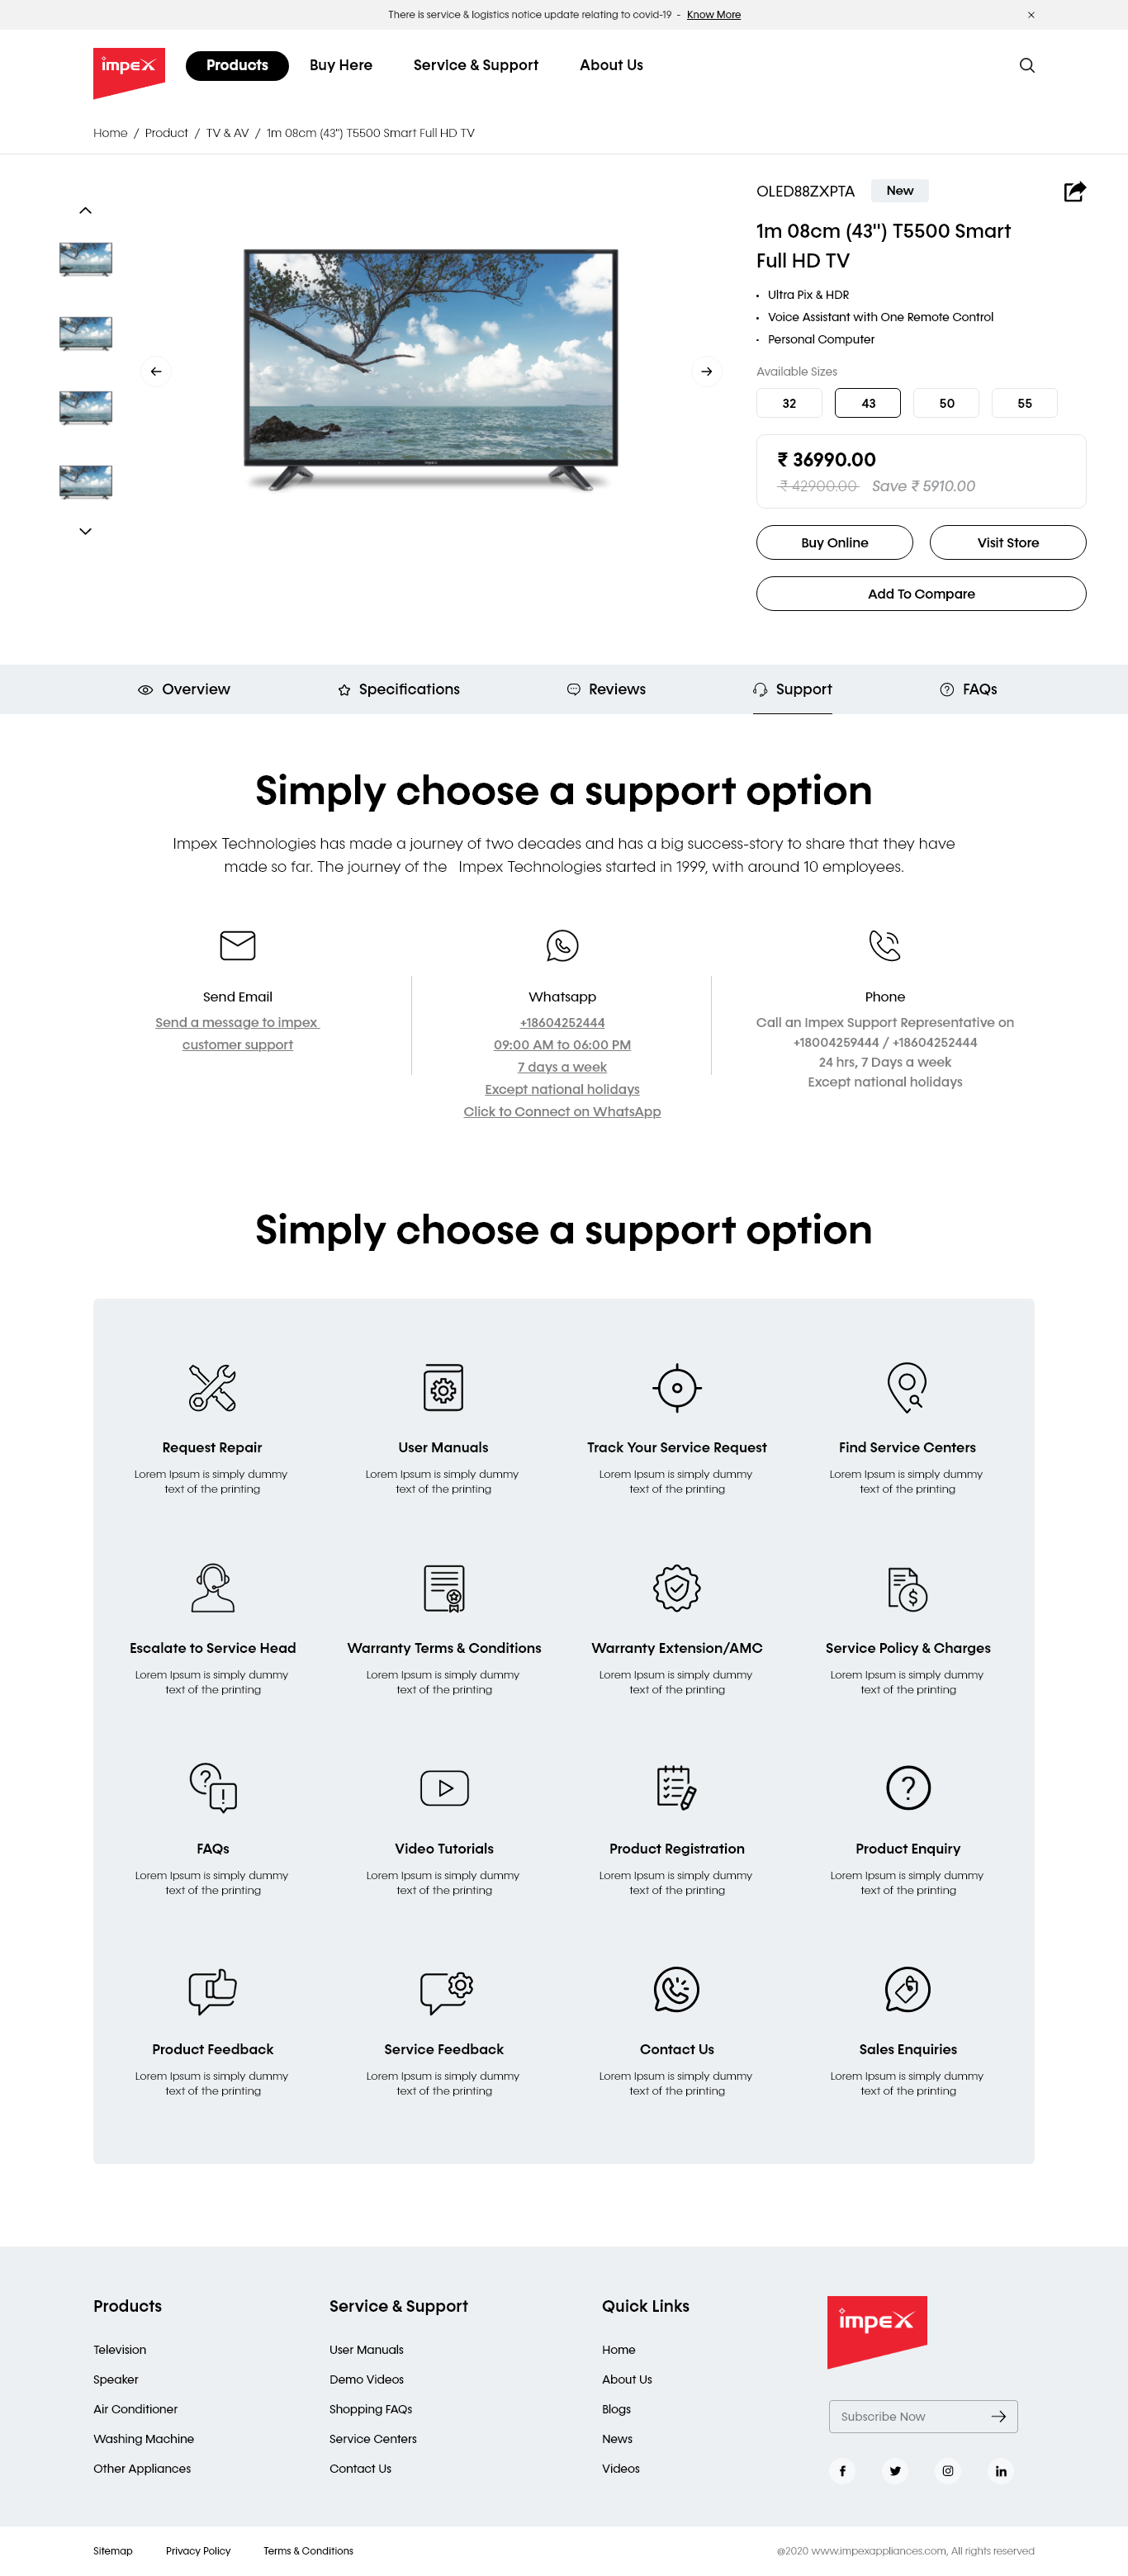 There is service & logistics notice update relating to covid-19 - Know More
impex
Products
Buy Here
Service & Support
About Us
Home / Product / TV & AV / 1m 08cm (43") T5500 Smart Full HD TV
OLED88ZXPTA
New
1m 08cm (43") T5500 Smart
Full HD TV
• Ultra Pix & HDR
• Voice Assistant with One Remote Control
• Personal Computer
Available Sizes
32
43
50
55
₹ 36990.00
₹ 42900.00 Save ₹ 5910.00
Buy Online
Visit Store
Add To Compare
Overview
Specifications
Reviews
Support
FAQs
Simply choose a support option
Impex Technologies has made a journey of two decades and has a big success-story to share that they have
made so far. The journey of the Impex Technologies started in 1999, with around 10 employees.
Send Email
Send a message to impex
customer support
Whatsapp
+18604252444
09:00 AM to 06:00 PM
7 days a week
Except national holidays
Click to Connect on WhatsApp
Phone
Call an Impex Support Representative on
+18004259444 / +18604252444
24 hrs, 7 Days a week
Except national holidays
Simply choose a support option
Request Repair
Lorem Ipsum is simply dummy
text of the printing
User Manuals
Lorem Ipsum is simply dummy
text of the printing
Track Your Service Request
Lorem Ipsum is simply dummy
text of the printing
Find Service Centers
Lorem Ipsum is simply dummy
text of the printing
Escalate to Service Head
Lorem Ipsum is simply dummy
text of the printing
Warranty Terms & Conditions
Lorem Ipsum is simply dummy
text of the printing
Warranty Extension/AMC
Lorem Ipsum is simply dummy
text of the printing
Service Policy & Charges
Lorem Ipsum is simply dummy
text of the printing
FAQs
Lorem Ipsum is simply dummy
text of the printing
Video Tutorials
Lorem Ipsum is simply dummy
text of the printing
Product Registration
Lorem Ipsum is simply dummy
text of the printing
Product Enquiry
Lorem Ipsum is simply dummy
text of the printing
Product Feedback
Lorem Ipsum is simply dummy
text of the printing
Service Feedback
Lorem Ipsum is simply dummy
text of the printing
Contact Us
Lorem Ipsum is simply dummy
text of the printing
Sales Enquiries
Lorem Ipsum is simply dummy
text of the printing
Products
Television
Speaker
Air Conditioner
Washing Machine
Other Appliances
Service & Support
User Manuals
Demo Videos
Shopping FAQs
Service Centers
Contact Us
Quick Links
Home
About Us
Blogs
News
Videos
impex
Subscribe Now
Sitemap
Privacy Policy
Terms & Conditions
@2020 www.impexappliances.com, All rights reserved